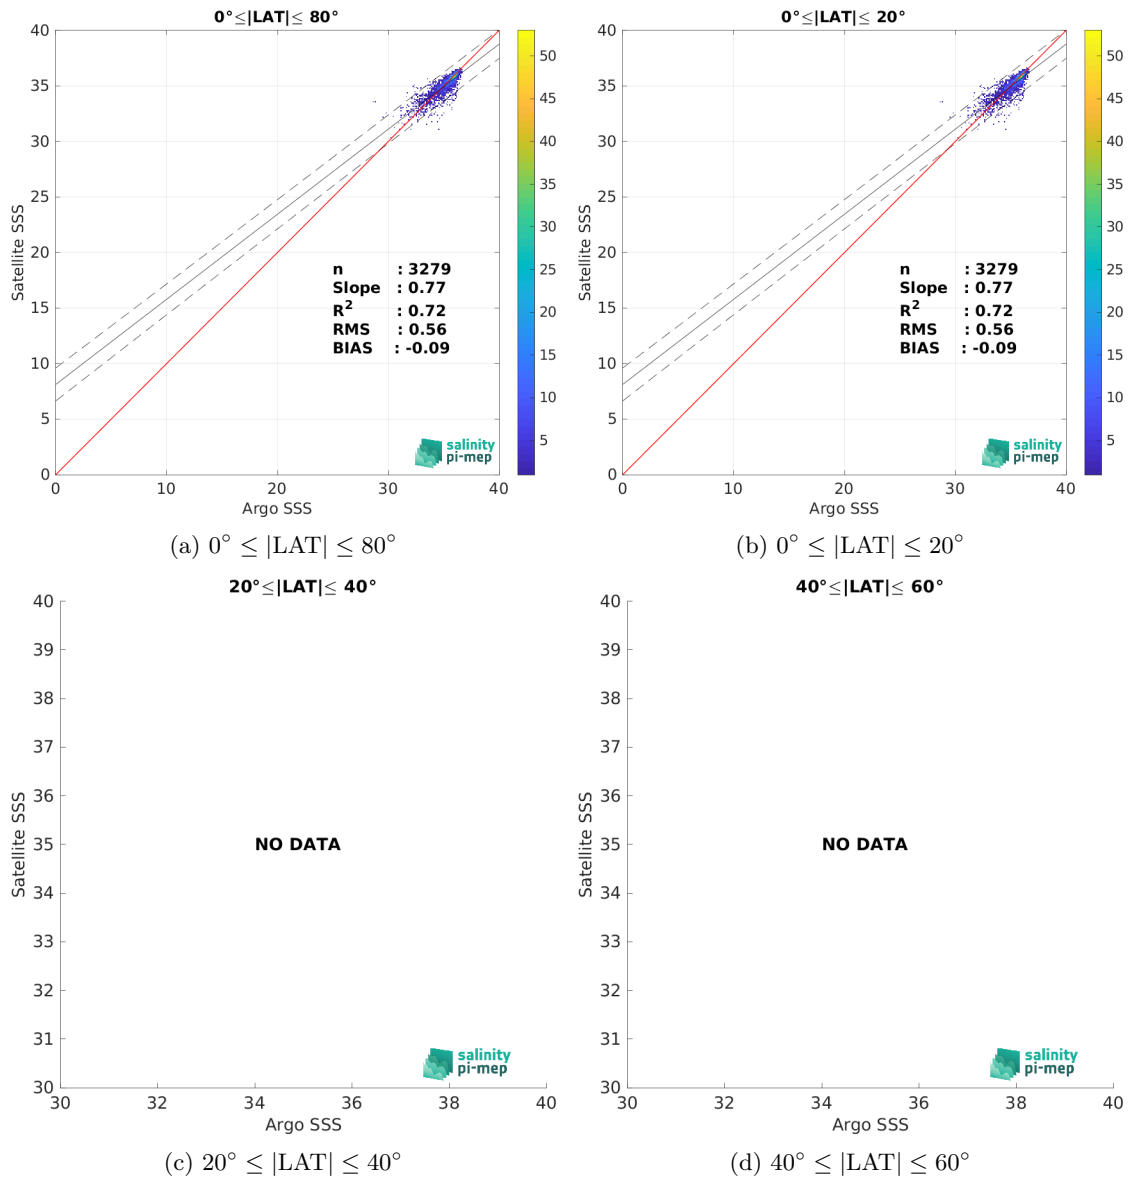 0°≤|LAT|≤ 80°
40
35
30
25
20
15
10
5
0
Satellite SSS
n : 3279
Slope : 0.77
R² : 0.72
RMS : 0.56
BIAS : -0.09
salinity
pi-mep
0 10 20 30 40
Argo SSS
50
45
40
35
30
25
20
15
10
5
(a) 0° ≤ |LAT| ≤ 80°
0°≤|LAT|≤ 20°
40
35
30
25
20
15
10
5
0
Satellite SSS
n : 3279
Slope : 0.77
R² : 0.72
RMS : 0.56
BIAS : -0.09
salinity
pi-mep
0 10 20 30 40
Argo SSS
50
45
40
35
30
25
20
15
10
5
(b) 0° ≤ |LAT| ≤ 20°
20°≤|LAT|≤ 40°
40
39
38
37
36
35
34
33
32
31
30
Satellite SSS
NO DATA
salinity
pi-mep
30 32 34 36 38 40
Argo SSS
(c) 20° ≤ |LAT| ≤ 40°
40°≤|LAT|≤ 60°
40
39
38
37
36
35
34
33
32
31
30
Satellite SSS
NO DATA
salinity
pi-mep
30 32 34 36 38 40
Argo SSS
(d) 40° ≤ |LAT| ≤ 60°